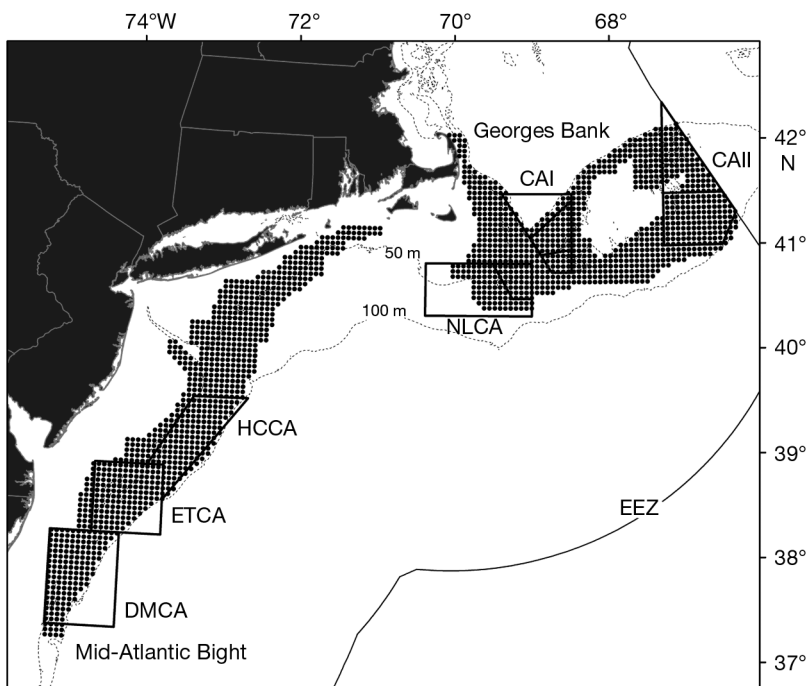 74°W 72° 70° 68°
Georges Bank
42°
N
CAII
CAI
41°
50 m
100 m
NLCA
40°
HCCA
39°
ETCA
EEZ
38°
DMCA
Mid-Atlantic Bight
37°